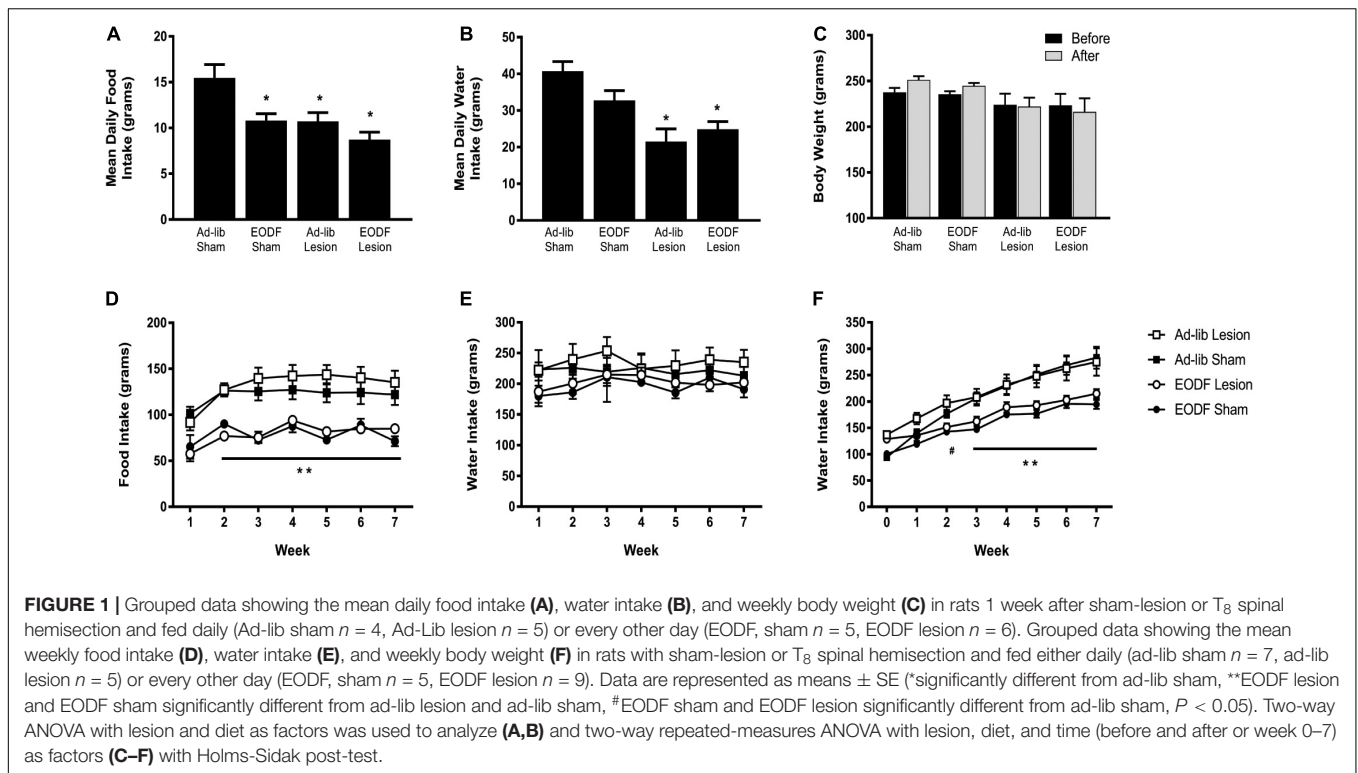 A
Mean Daily Food
Intake (grams)
20
15
10
5
0
*
*
*
Ad-lib
Sham
EODF
Sham
Ad-lib
Lesion
EODF
Lesion
B
Mean Daily Water
Intake (grams)
50
40
30
20
10
0
*
*
Ad-lib
Sham
EODF
Sham
Ad-lib
Lesion
EODF
Lesion
C
Before
After
Body Weight (grams)
300
250
200
150
100
Ad-lib
Sham
EODF
Sham
Ad-lib
Lesion
EODF
Lesion
D
Food Intake (grams)
200
150
100
50
0
**
1 2 3 4 5 6 7
Week
E
Water Intake (grams)
300
250
200
150
100
50
0
1 2 3 4 5 6 7
Week
F
Water Intake (grams)
350
300
250
200
150
100
50
0
#
**
0 1 2 3 4 5 6 7
Week
Ad-lib Lesion
Ad-lib Sham
EODF Lesion
EODF Sham
FIGURE 1 | Grouped data showing the mean daily food intake (A), water intake (B), and weekly body weight (C) in rats 1 week after sham-lesion or T8 spinal
hemisection and fed daily (Ad-lib sham n = 4, Ad-Lib lesion n = 5) or every other day (EODF, sham n = 5, EODF lesion n = 6). Grouped data showing the mean
weekly food intake (D), water intake (E), and weekly body weight (F) in rats with sham-lesion or T8 spinal hemisection and fed either daily (ad-lib sham n = 7, ad-lib
lesion n = 5) or every other day (EODF, sham n = 5, EODF lesion n = 9). Data are represented as means ± SE (*significantly different from ad-lib sham, **EODF lesion
and EODF sham significantly different from ad-lib lesion and ad-lib sham, #EODF sham and EODF lesion significantly different from ad-lib sham, P < 0.05). Two-way
ANOVA with lesion and diet as factors was used to analyze (A,B) and two-way repeated-measures ANOVA with lesion, diet, and time (before and after or week 0–7)
as factors (C–F) with Holms-Sidak post-test.